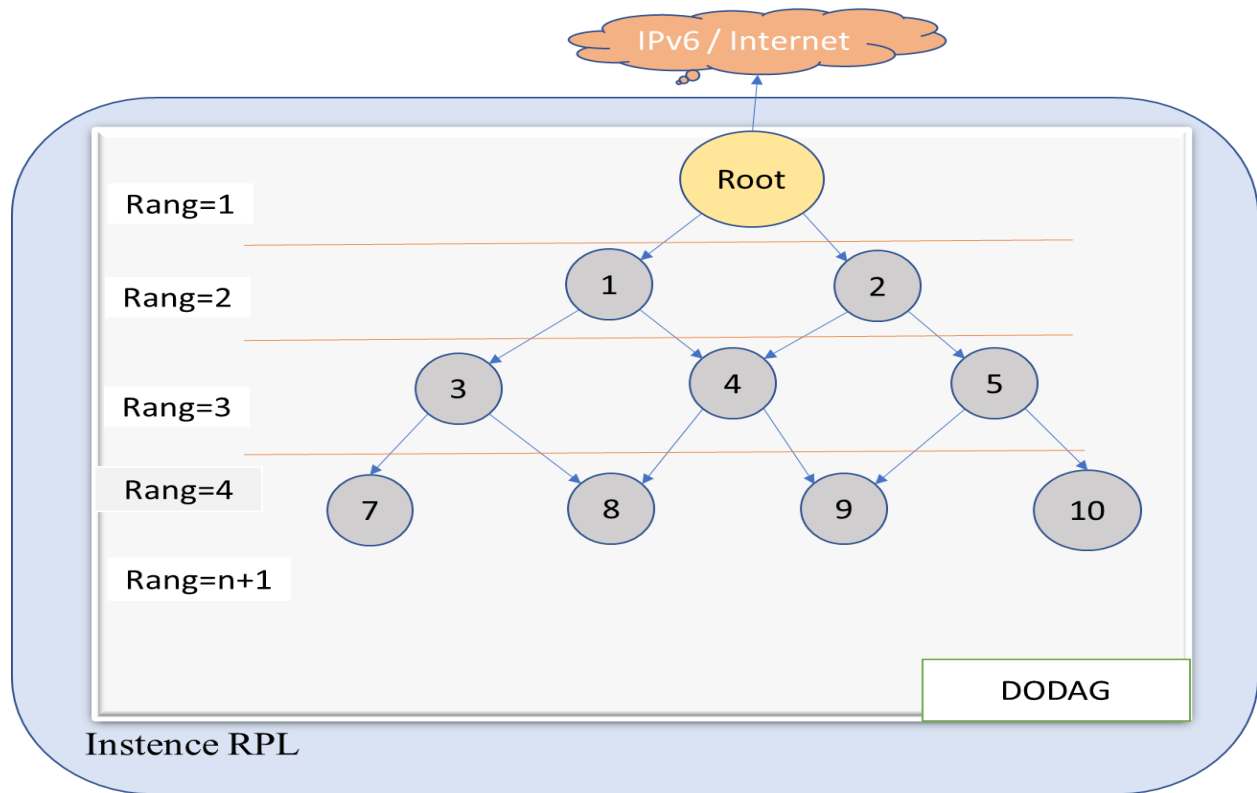 IPv6 / Internet
Root
Rang=1
1
2
Rang=2
3
4
5
Rang=3
Rang=4
7
8
9
10
Rang=n+1
DODAG
Instence RPL